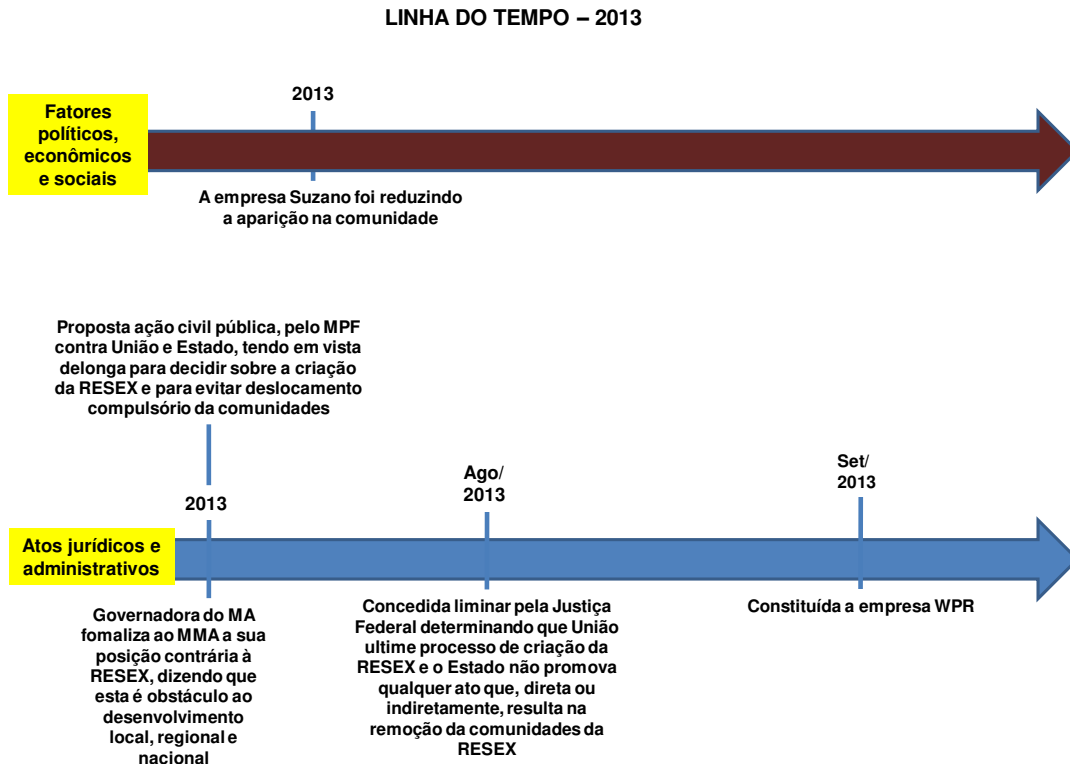 LINHA DO TEMPO – 2013
2013
Fatores
políticos,
econômicos
e sociais
A empresa Suzano foi reduzindo
a aparição na comunidade
Proposta ação civil pública, pelo MPF
contra União e Estado, tendo em vista
delonga para decidir sobre a criação
da RESEX e para evitar deslocamento
compulsório da comunidades
2013
Ago/
2013
Set/
2013
Atos jurídicos e
administrativos
Governadora do MA
fomaliza ao MMA a sua
posição contrária à
RESEX, dizendo que
esta é obstáculo ao
desenvolvimento
local, regional e
nacional
Concedida liminar pela Justiça
Federal determinando que União
ultime processo de criação da
RESEX e o Estado não promova
qualquer ato que, direta ou
indiretamente, resulta na
remoção da comunidades da
RESEX
Constituída a empresa WPR